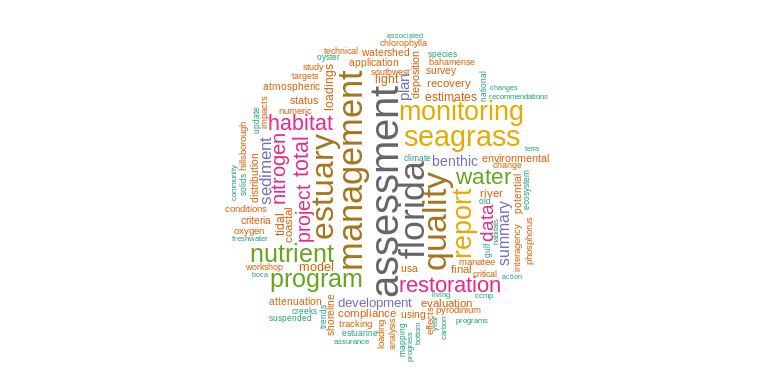 associated
chlorophylla
technical
watershed
species
oyster
application
bahamense
study
southwest
survey
targets
light
recovery
atmospheric
plan
deposition
national
changes
status
loadings
estimates
recommendations
numeric
impacts
update
monitoring
habitat
management
assessment
seagrass
hillsborough
estuary
total
nitrogen
sediment
terra
climate
benthic
environmental
change
community
solids
distribution
florida
water
quality
report
project
river
old
potential
ecosystem
conditions
criteria
tidal
coastal
data
habitats
summary
oxygen
freshwater
nutrient
gulf
interagency
phosphorus
workshop
model
usa
final
manatee
boca
program
critical
action
restoration
living
ccmp
attenuation
development
evaluation
creeks
shoreline
compliance
using
pyrodinium
suspended
trends
tracking
effects
year
carbon
programs
estuarine
loading
analysis
mapping
progress
bottom
assurance